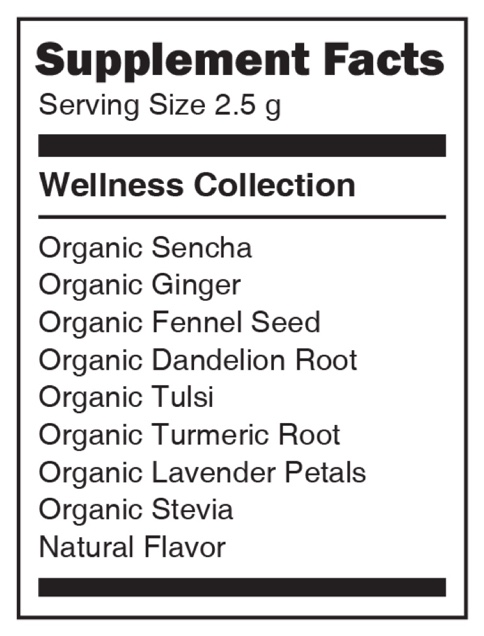 Supplement Facts
Serving Size 2.5 g
Wellness Collection
Organic Sencha
Organic Ginger
Organic Fennel Seed
Organic Dandelion Root
Organic Tulsi
Organic Turmeric Root
Organic Lavender Petals
Organic Stevia
Natural Flavor